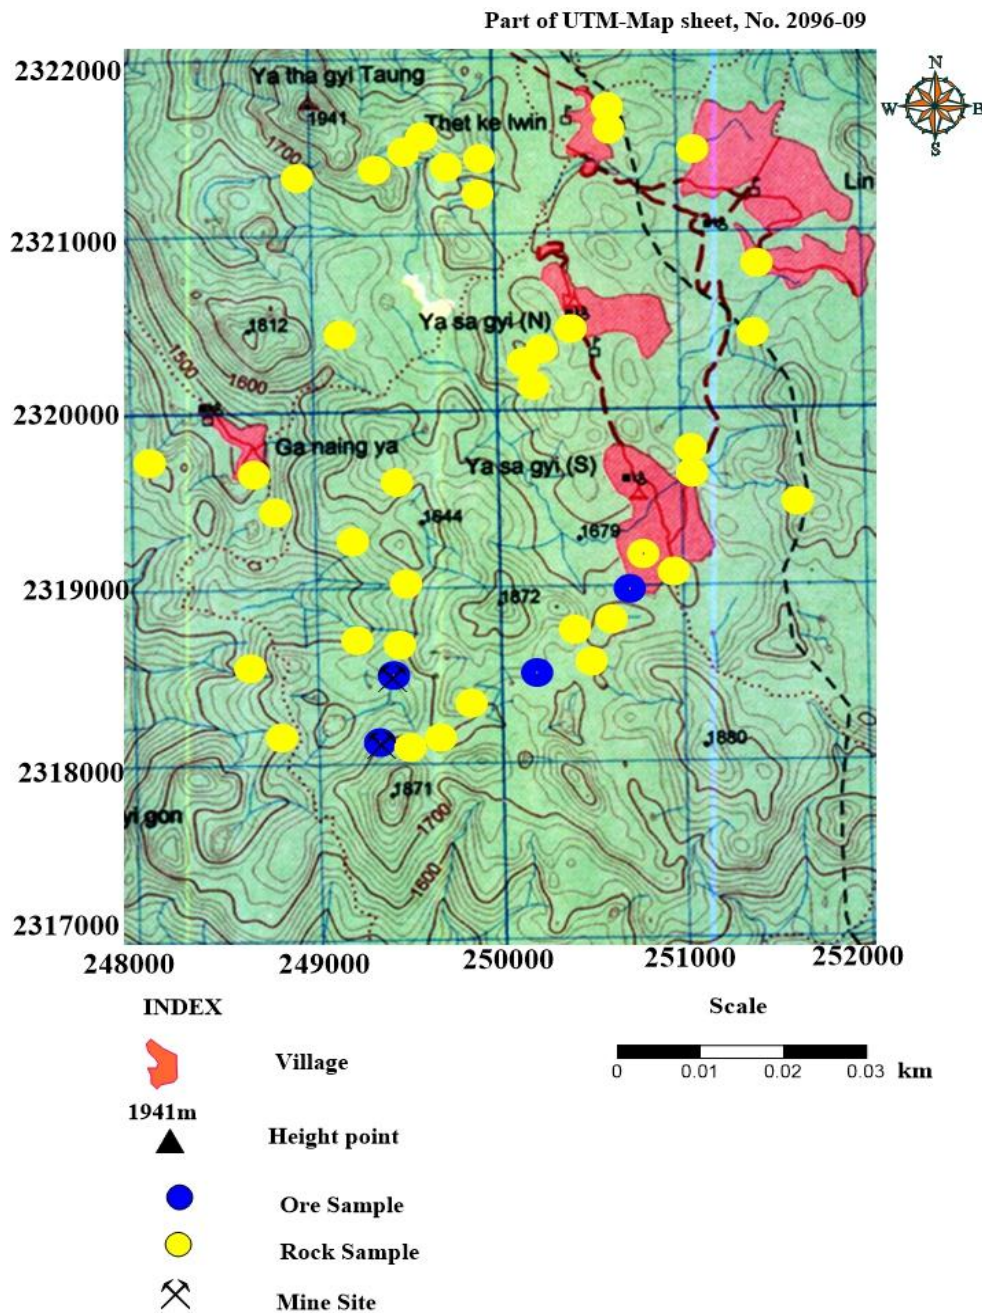 Part of UTM-Map sheet, No. 2096-09
2322000
Ya tha gyi Taung
N
W
E
S
1941
Thet ke lwin
1700
Lin
2321000
Ya sa gyi (N)
1812
1500
1600
2320000
Ga naing ya
Ya sa gyi (S)
1644
1679
2319000
1872
1880
2318000
1871
yi gon
1700
1600
2317000
248000
249000
250000
251000
252000
INDEX
Scale
Village
0 0.01 0.02 0.03 km
1941m
Height point
Ore Sample
Rock Sample
Mine Site